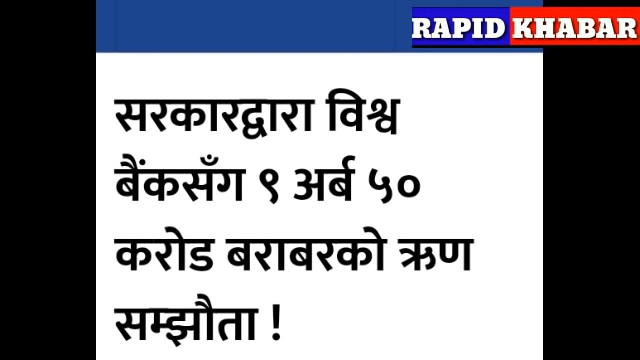 RAPID KHABAR
सरकारद्वारा विश्व
बैंकसँग ९ अर्ब ५०
करोड बराबरको ऋण
सम्झौता !